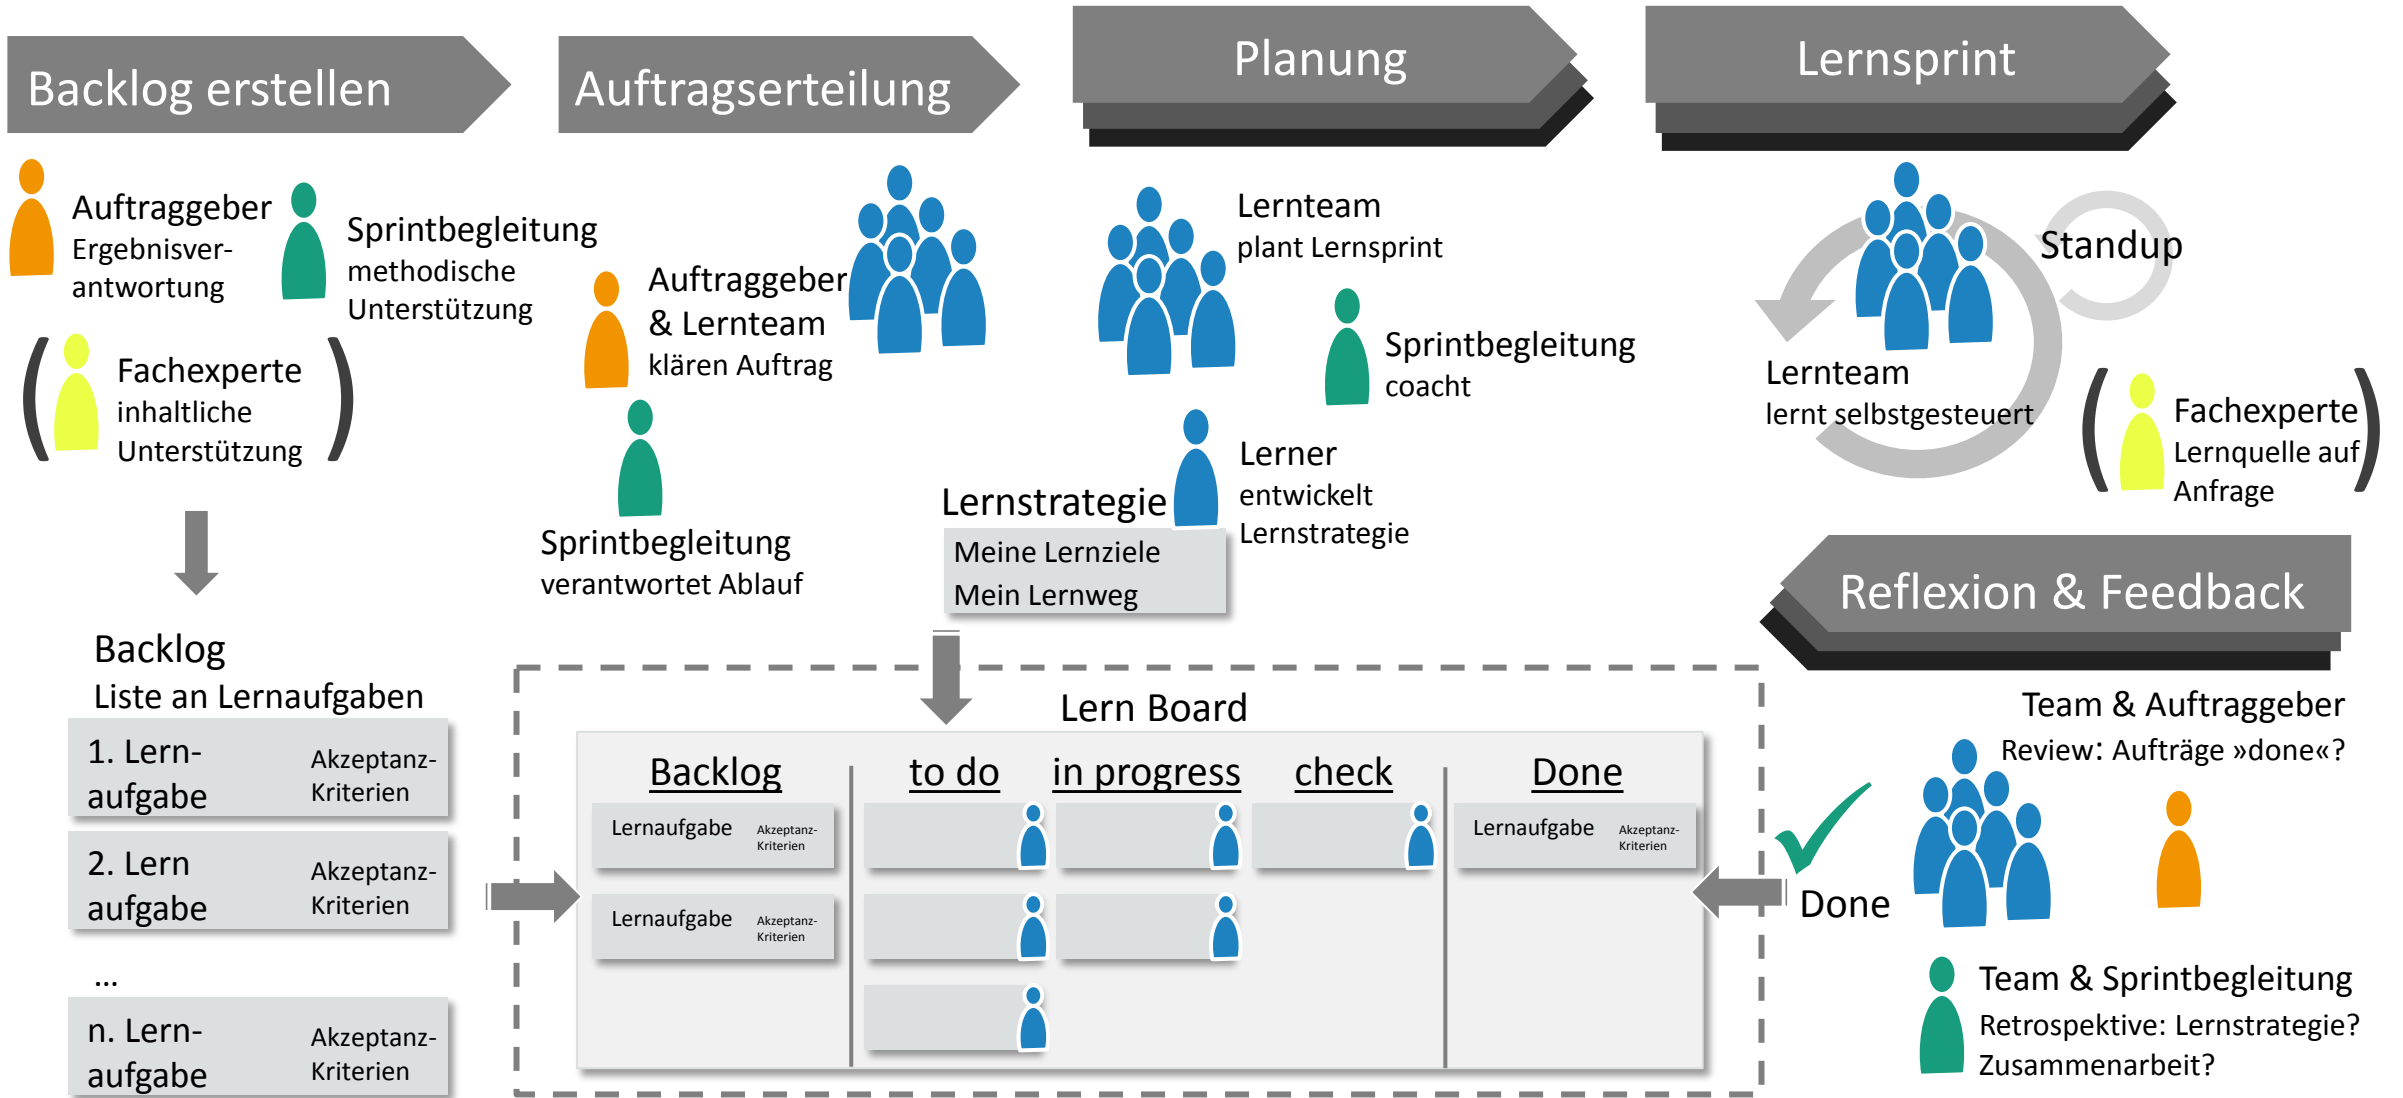 Backlog erstellen
Auftragserteilung
Planung
Lernsprint
Auftraggeber
Ergebnisver-
antwortung
Sprintbegleitung
methodische
Unterstützung
Fachexperte
inhaltliche
Unterstützung
Auftraggeber
& Lernteam
klären Auftrag
Sprintbegleitung
verantwortet Ablauf
Lernteam
plant Lernsprint
Sprintbegleitung
coacht
Lerner
entwickelt
Lernstrategie
Lernstrategie
Meine Lernziele
Mein Lernweg
Standup
Lernteam
lernt selbstgesteuert
Fachexperte
Lernquelle auf
Anfrage
Reflexion & Feedback
Backlog
Liste an Lernaufgaben
1. Lern-
aufgabe
Akzeptanz-
Kriterien
2. Lern
aufgabe
Akzeptanz-
Kriterien
...
n. Lern-
aufgabe
Akzeptanz-
Kriterien
Lern Board
Backlog
to do
in progress
check
Done
Lernaufgabe
Akzeptanz-
Kriterien
Lernaufgabe
Akzeptanz-
Kriterien
Lernaufgabe
Akzeptanz-
Kriterien
Team & Auftraggeber
Review: Aufträge »done«?
Done
Team & Sprintbegleitung
Retrospektive: Lernstrategie?
Zusammenarbeit?